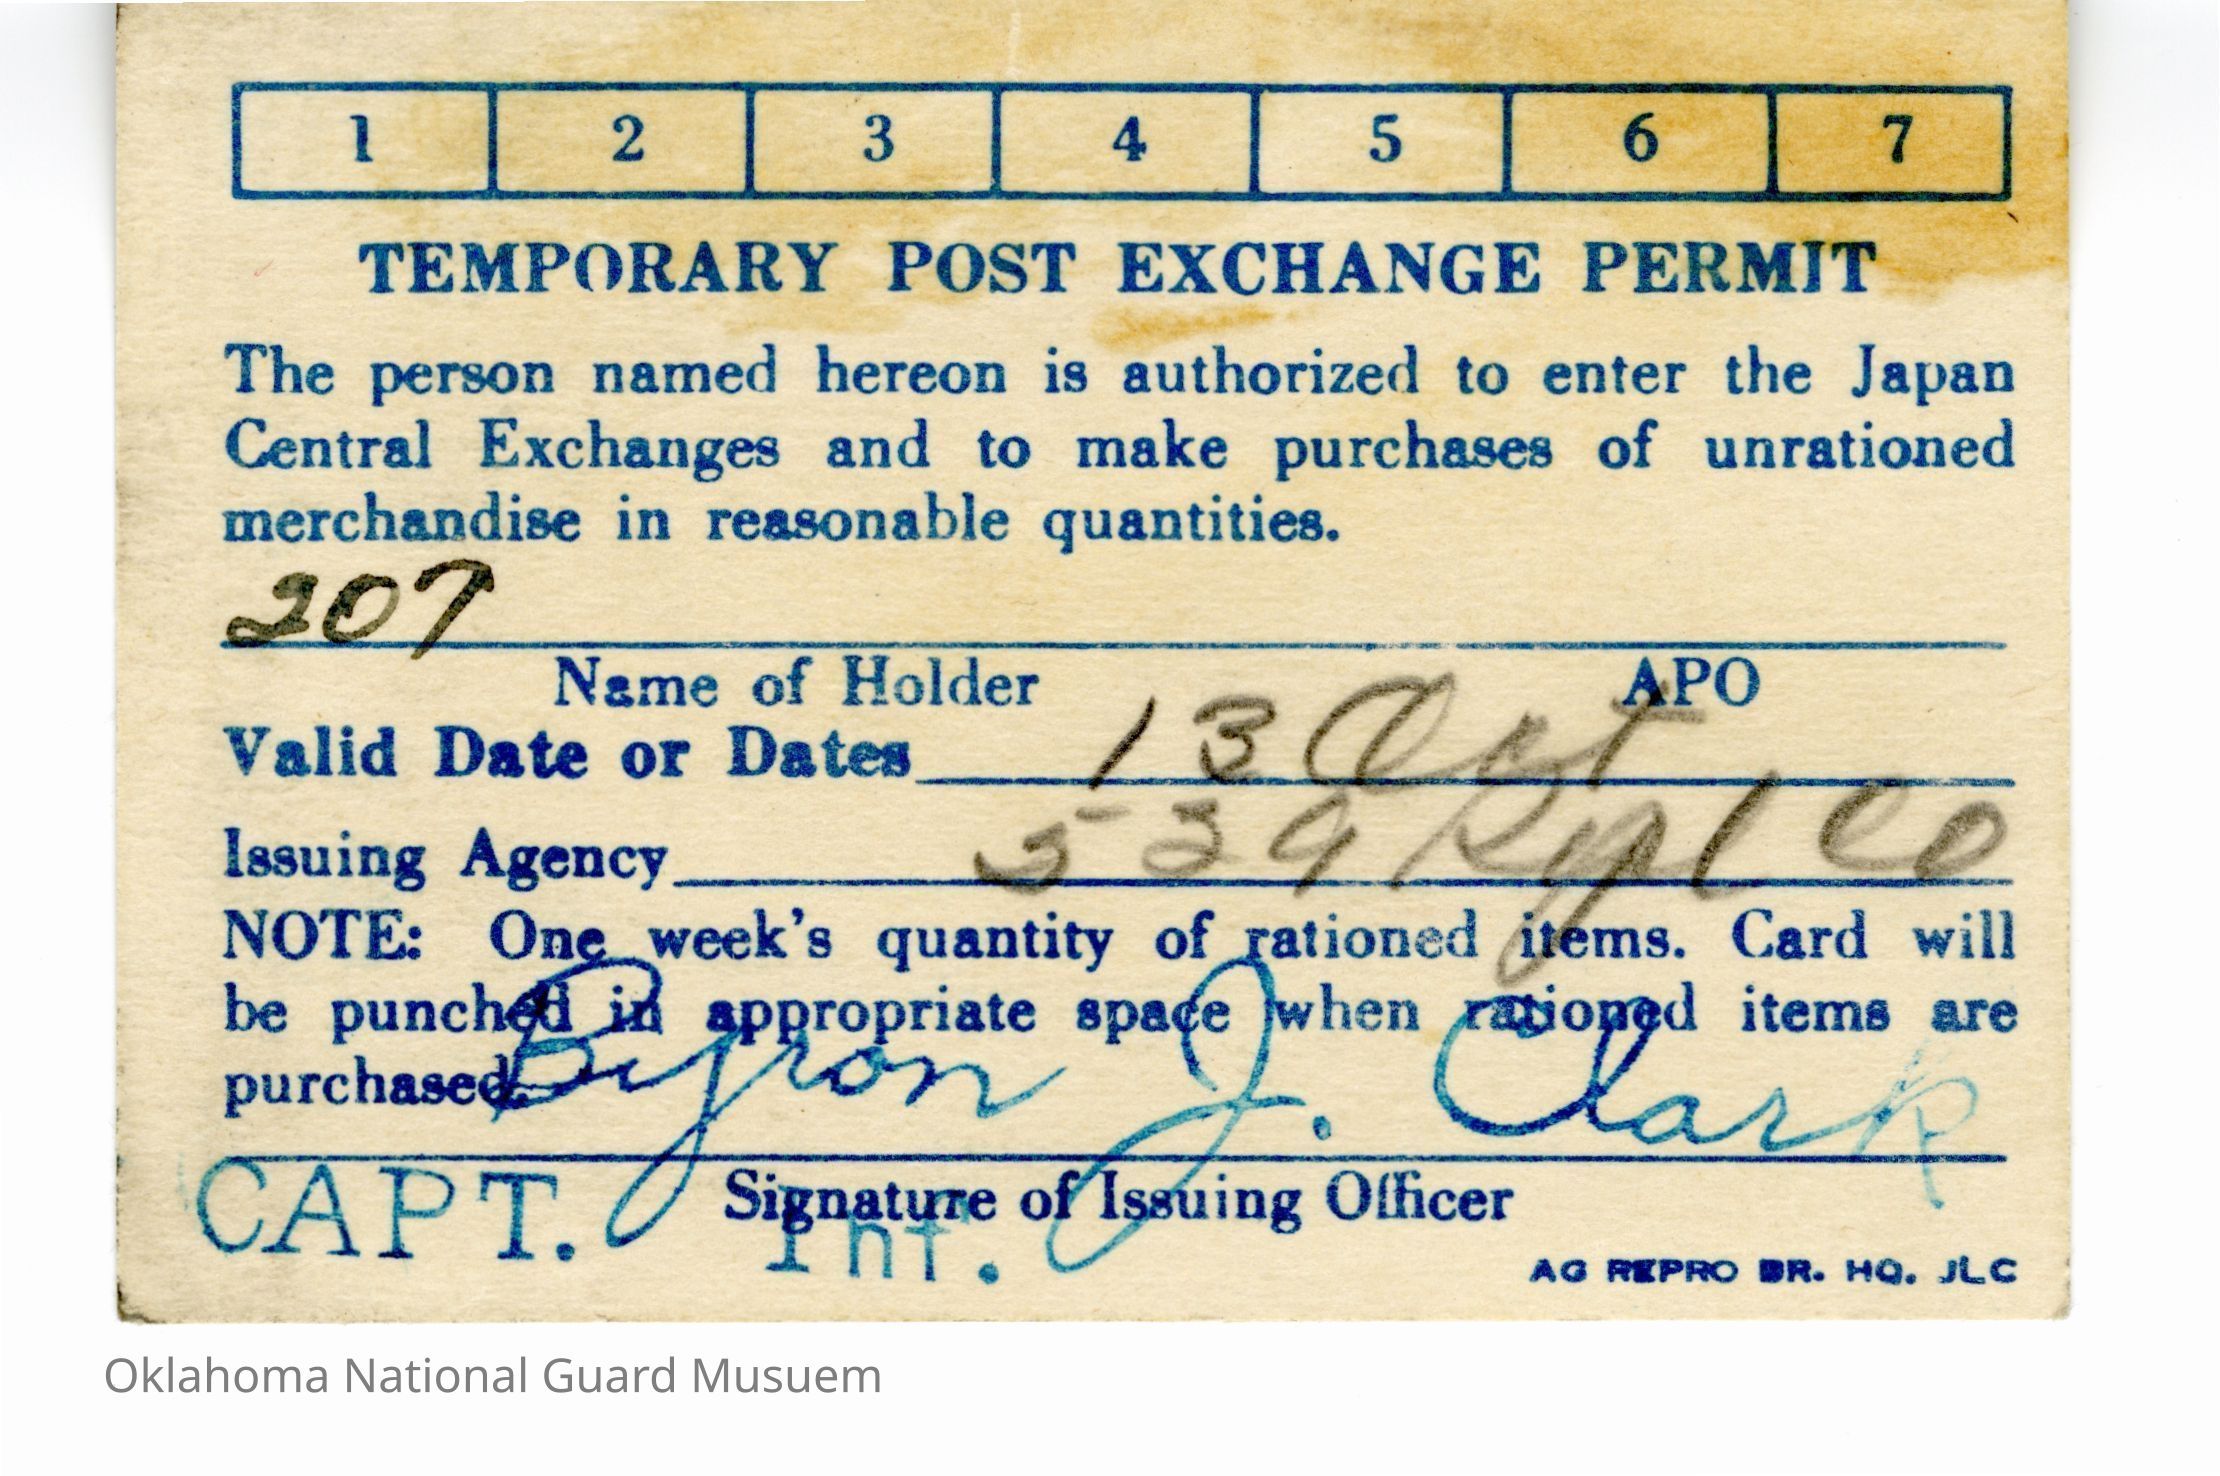 1 2 3 4 5 6 7
TEMPORARY POST EXCHANGE PERMIT
The person named hereon is authorized to enter the Japan
Central Exchanges and to make purchases of unrationed
merchandise in reasonable quantities.
207
Name of Holder APO
Valid Date or Dates 13 Oct
Issuing Agency 539 Repl Co
NOTE: One week's quantity of rationed items. Card will
be punched in appropriate space when rationed items are
purchased.
Byron J. Clark
Signature of Issuing Officer
CAPT. Inf.
AG REPRO BR. HQ. JLC
Oklahoma National Guard Musuem